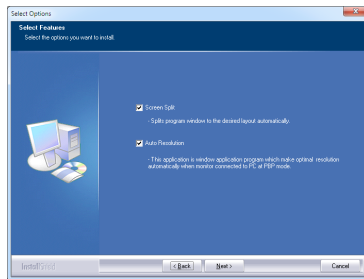 Select Options
Select Features
Select the options you want to install.
Screen Split
- Splits program window to the desired layout automatically.
Auto Resolution
- This application is window application program which make optimal resolution
automatically when monitor connected to PC at PBP mode.
InstallShield
< Back
Next >
Cancel